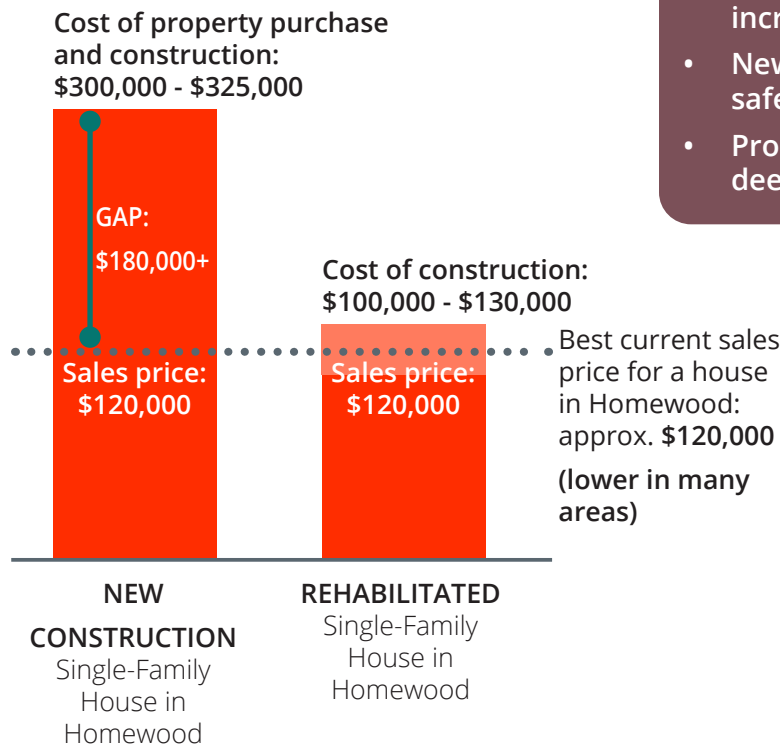 Cost of property purchase
and construction:
$300,000 - $325,000
GAP:
$180,000+
Sales price:
$120,000
Cost of construction:
$100,000 - $130,000
Sales price:
$120,000
Best current sales
price for a house
in Homewood:
approx. $120,000
(lower in many
areas)
NEW
CONSTRUCTION
Single-Family
House in
Homewood
REHABILITATED
Single-Family
House in
Homewood
•
•